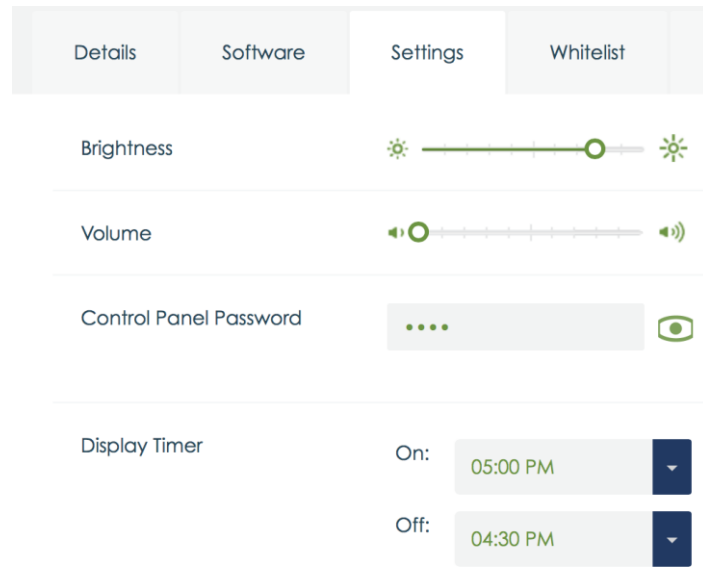 Details Software Settings Whitelist
Brightness
Volume
Control Panel Password
••••
Display Timer
On: 05:00 PM
Off: 04:30 PM